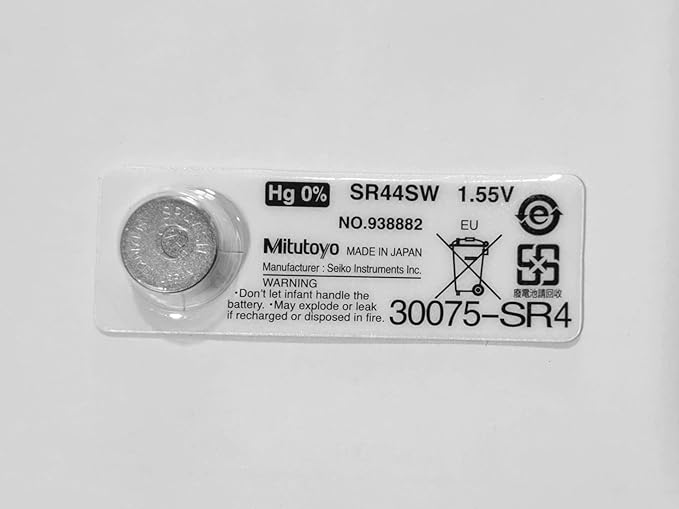 Hg 0% SR44SW 1.55V
NO.938882 EU
Mitutoyo MADE IN JAPAN
Manufacturer : Seiko Instruments Inc.
WARNING
·Don't let infant handle the
battery. ·May explode or leak
if recharged or disposed in fire.
廢電池請回收
30075-SR4